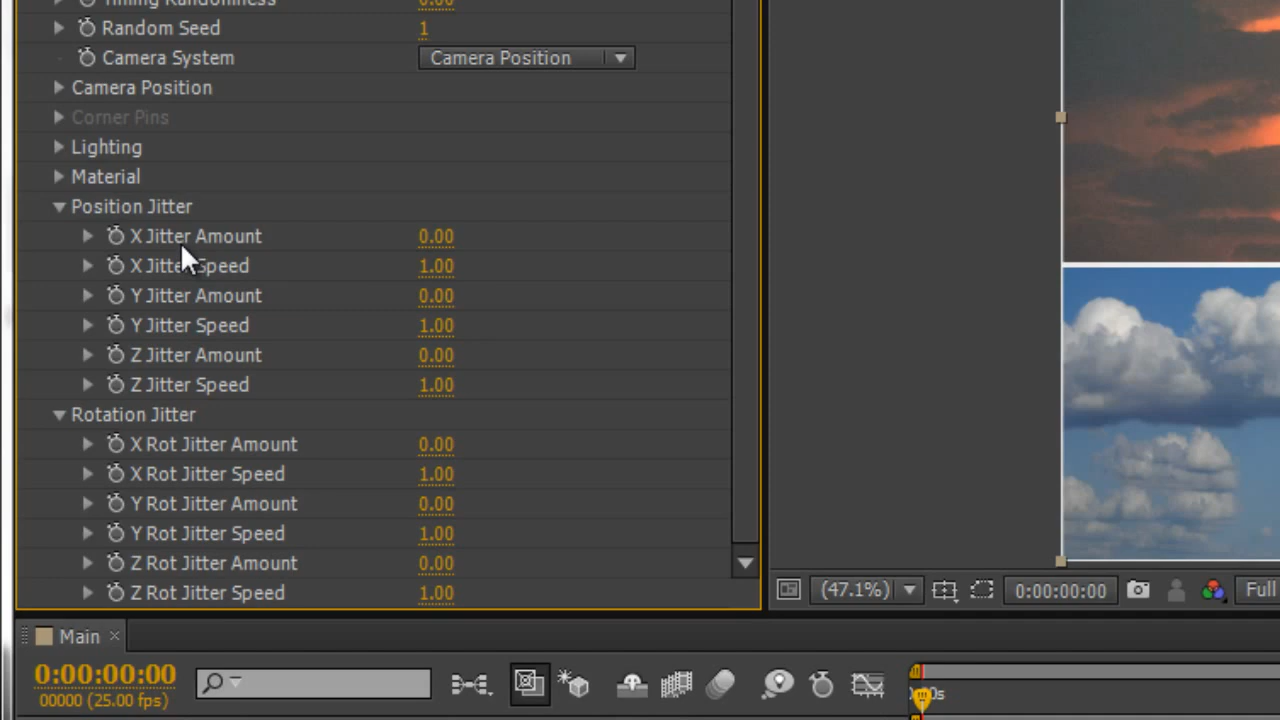 Timing Randomness 0.00
Random Seed 1
Camera System Camera Position
Camera Position
Corner Pins
Lighting
Material
Position Jitter
X Jitter Amount 0.00
X Jitter Speed 1.00
Y Jitter Amount 0.00
Y Jitter Speed 1.00
Z Jitter Amount 0.00
Z Jitter Speed 1.00
Rotation Jitter
X Rot Jitter Amount 0.00
X Rot Jitter Speed 1.00
Y Rot Jitter Amount 0.00
Y Rot Jitter Speed 1.00
Z Rot Jitter Amount 0.00
Z Rot Jitter Speed 1.00
(47.1%) 0:00:00:00 Full
Main
0:00:00:00
00000 (25.00 fps)